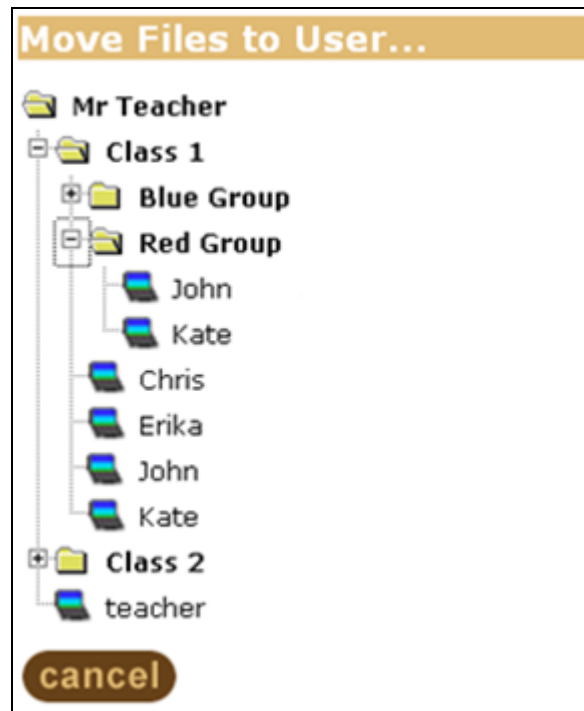 Move Files to User...
Mr Teacher
Class 1
Blue Group
Red Group
John
Kate
Chris
Erika
John
Kate
Class 2
teacher
cancel